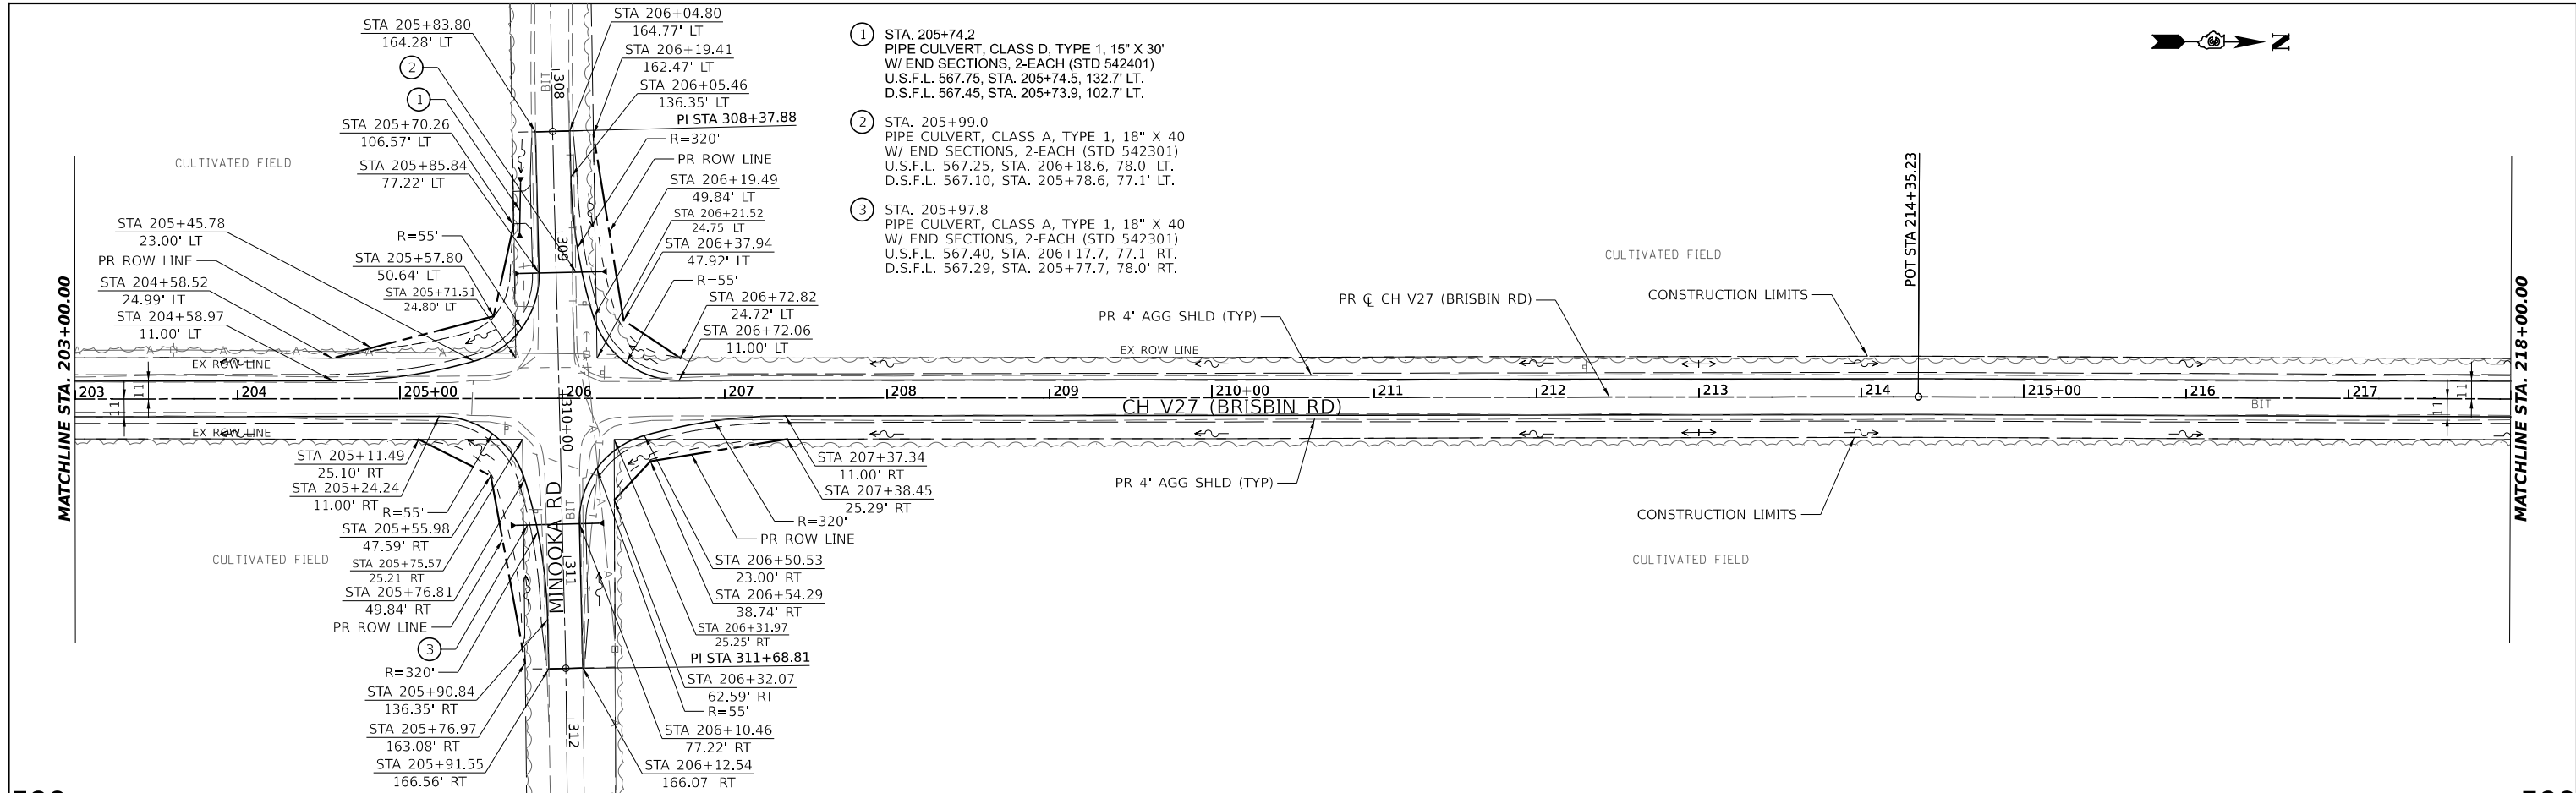 STA 205+83.80
164.28' LT
2
1
STA 205+70.26
106.57' LT
STA 205+85.84
77.22' LT
CULTIVATED FIELD
STA 205+45.78
23.00' LT
PR ROW LINE
STA 204+58.52
24.99' LT
STA 204+58.97
11.00' LT
R=55'
STA 205+57.80
50.64' LT
STA 205+71.51
24.80' LT
STA 206+04.80
164.77' LT
STA 206+19.41
162.47' LT
STA 206+05.46
136.35' LT
PI STA 308+37.88
R=320'
PR ROW LINE
STA 206+19.49
49.84' LT
STA 206+21.52
24.75' LT
STA 206+37.94
47.92' LT
R=55'
STA 206+72.82
24.72' LT
STA 206+72.06
11.00' LT
308
BIT
309
1 STA. 205+74.2
PIPE CULVERT, CLASS D, TYPE 1, 15" X 30'
W/ END SECTIONS, 2-EACH (STD 542401)
U.S.F.L. 567.75, STA. 205+74.5, 132.7' LT.
D.S.F.L. 567.45, STA. 205+73.9, 102.7' LT.
2 STA. 205+99.0
PIPE CULVERT, CLASS A, TYPE 1, 18" X 40'
W/ END SECTIONS, 2-EACH (STD 542301)
U.S.F.L. 567.25, STA. 206+18.6, 78.0' LT.
D.S.F.L. 567.10, STA. 205+78.6, 77.1' LT.
3 STA. 205+97.8
PIPE CULVERT, CLASS A, TYPE 1, 18" X 40'
W/ END SECTIONS, 2-EACH (STD 542301)
U.S.F.L. 567.40, STA. 206+17.7, 77.1' RT.
D.S.F.L. 567.29, STA. 205+77.7, 78.0' RT.
N
CULTIVATED FIELD
POT STA 214+35.23
PR ℄ CH V27 (BRISBIN RD)
CONSTRUCTION LIMITS
PR 4' AGG SHLD (TYP)
MATCHLINE STA. 203+00.00
MATCHLINE STA. 218+00.00
EX ROW LINE
EX ROW LINE
203 204 205+00 206 207 208 209 210+00 211 212 213 214 215+00 216 217
11'
11'
11'
11'
CH V27 (BRISBIN RD)
BIT
EX ROW LINE
310+00
STA 205+11.49
25.10' RT
STA 205+24.24
11.00' RT
R=55'
STA 205+55.98
47.59' RT
CULTIVATED FIELD
STA 205+75.57
25.21' RT
STA 205+76.81
49.84' RT
PR ROW LINE
3
R=320'
STA 205+90.84
136.35' RT
STA 205+76.97
163.08' RT
STA 205+91.55
166.56' RT
MINOOKA RD
BIT
311
312
STA 207+37.34
11.00' RT
STA 207+38.45
25.29' RT
R=320'
PR ROW LINE
STA 206+50.53
23.00' RT
STA 206+54.29
38.74' RT
STA 206+31.97
25.25' RT
PI STA 311+68.81
STA 206+32.07
62.59' RT
R=55'
STA 206+10.46
77.22' RT
STA 206+12.54
166.07' RT
PR 4' AGG SHLD (TYP)
CONSTRUCTION LIMITS
CULTIVATED FIELD